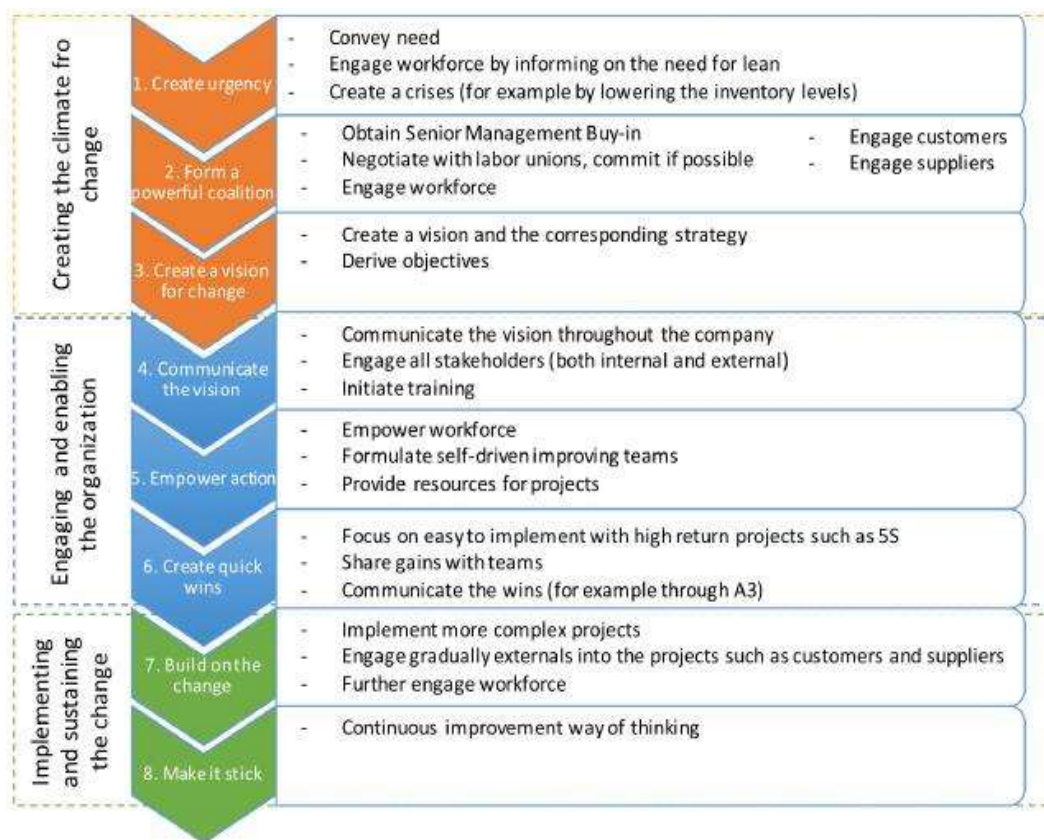 Creating the climate fro
change
1. Create urgency
- Convey need
- Engage workforce by informing on the need for lean
- Create a crises (for example by lowering the inventory levels)
2. Form a
powerful coalition
- Obtain Senior Management Buy-in
- Negotiate with labor unions, commit if possible
- Engage workforce
- Engage customers
- Engage suppliers
3. Create a vision
for change
- Create a vision and the corresponding strategy
- Derive objectives
Engaging and enabling
the organization
4. Communicate
the vision
- Communicate the vision throughout the company
- Engage all stakeholders (both internal and external)
- Initiate training
5. Empower action
- Empower workforce
- Formulate self-driven improving teams
- Provide resources for projects
6. Create quick
wins
- Focus on easy to implement with high return projects such as 5S
- Share gains with teams
- Communicate the wins (for example through A3)
Implementing
and sustaining
the change
7. Build on the
change
- Implement more complex projects
- Engage gradually externals into the projects such as customers and suppliers
- Further engage workforce
8. Make it stick
- Continuous improvement way of thinking